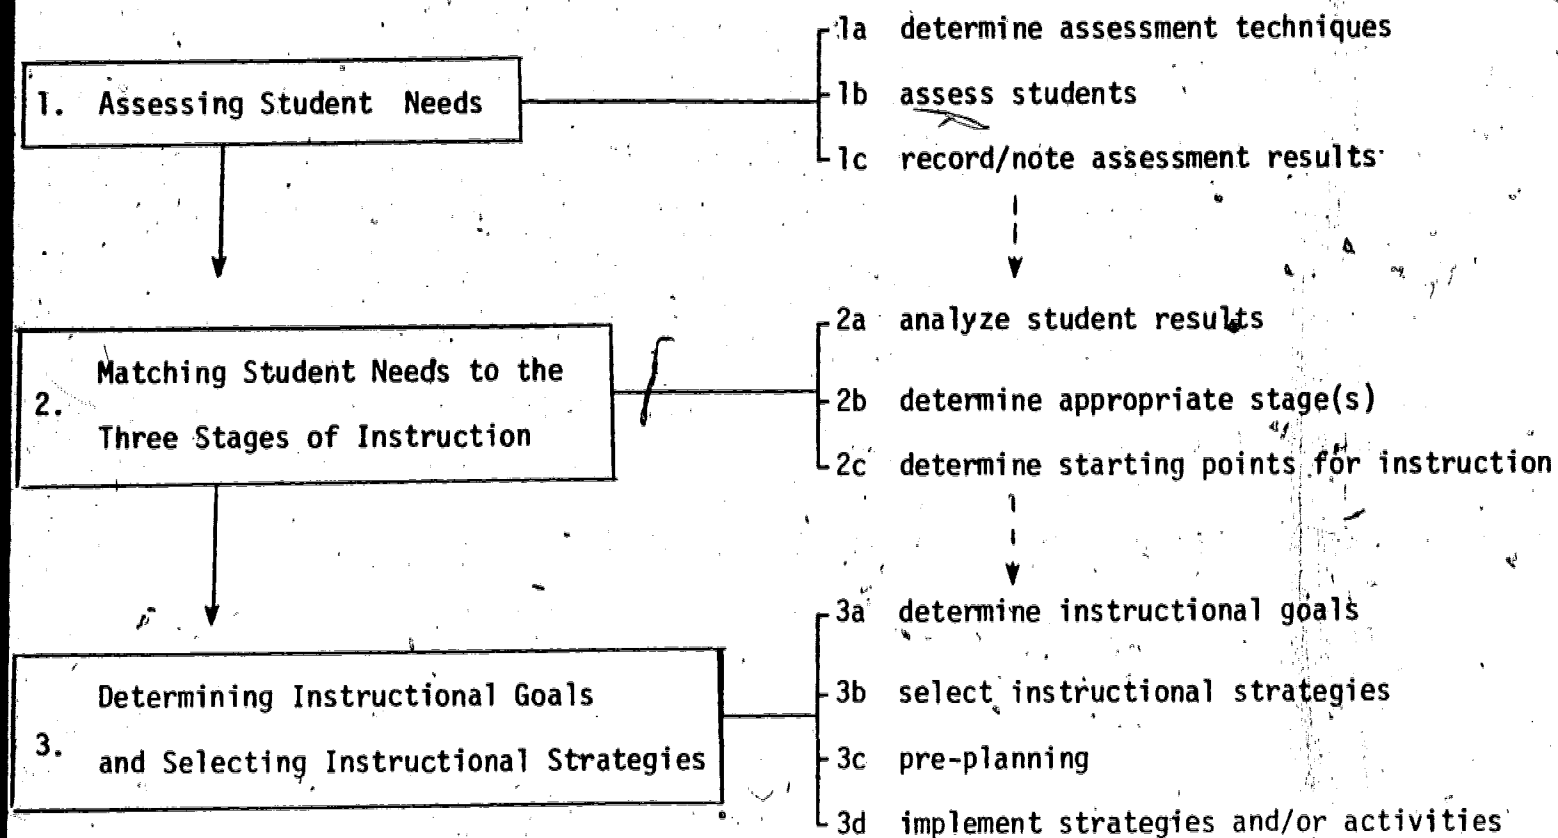 1. Assessing Student Needs
1a determine assessment techniques
1b assess students
1c record/note assessment results
2.
Matching Student Needs to the
Three Stages of Instruction
2a analyze student results
2b determine appropriate stage(s)
2c determine starting points for instruction
3.
Determining Instructional Goals
and Selecting Instructional Strategies
3a determine instructional goals
3b select instructional strategies
3c pre-planning
3d implement strategies and/or activities